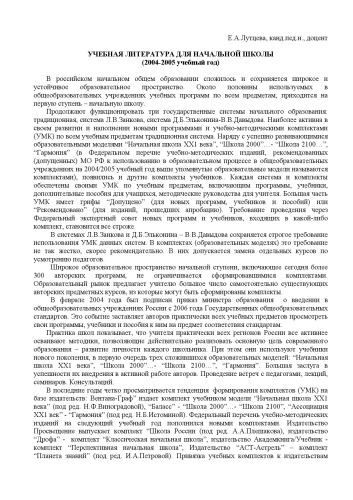 Е.А.Лутцева, канд.пед.н., доцент
УЧЕБНАЯ ЛИТЕРАТУРА ДЛЯ НАЧАЛЬНОЙ ШКОЛЫ
(2004-2005 учебный год)
В российском начальном общем образовании сложилось и сохраняется широкое и
устойчивое образовательное пространство. Около половины используемых в
общеобразовательных учреждениях учебных программ по всем предметам, приходится на
первую ступень – начальную школу.
Продолжают функционировать три государственные системы начального образования:
традиционная, система Л.В.Занкова, система Д.Б.Эльконина-В.В.Давыдова. Наиболее активна в
своем развитии и наполнении новыми программами и учебно-методическими комплектами
(УМК) по всем учебным предметам традиционная система. Наряду с успешно развивающимися
образовательными моделями "Начальная школа XXI века", "Школа 2000"…- "Школа 2100…",
"Гармония" (в Федеральном перечне учебно-методических изданий, рекомендованных
(допущенных) МО РФ к использованию в образовательном процессе в общеобразовательных
учреждениях на 2004/2005 учебный год выше упомянутые образовательные модели называются
комплектами), появились и другие комплекты учебников. Каждая система и комплекты
обеспечены своими УМК по учебным предметам, включающим программы, учебники,
дополнительные пособия для учащихся, методические руководства для учителя. Большая часть
УМК имеет грифы "Допущено" (для новых программ, учебников и пособий) или
"Рекомендовано" (для изданий, прошедших апробацию). Требование проведения через
Федеральный экспертный совет новых программ и учебников, входящих в какой-либо
комплект, становится все строже.
В системах Л.В.Занкова и Д.Б.Эльконина – В.В.Давыдова сохраняется строгое требование
использования УМК данных систем. В комплектах (образовательных моделях) это требование
не так жестко, скорее рекомендательно. В них допускается замена отдельных курсов по
усмотрению педагогов.
Широкое образовательное пространство начальной ступени, включающее сегодня более
300 авторских программ, не ограничивается сформировавшимися комплектами.
Образовательный рынок предлагает учителю большое число самостоятельно существующих
авторских предметных курсов, из которых могут быть сформированы комплекты.
В феврале 2004 года был подписан приказ министра образования о введении в
общеобразовательных учреждениях России с 2006 года Государственных общеобразовательных
стандартов. Это событие заставляет авторов практически всех учебных предметов просмотреть
свои программы, учебники и пособия к ним на предмет соответствия стандартам.
Практика школ показывает, что учителя практически всех регионов России все активнее
осваивают методики, позволяющие действительно реализовать основную цель современного
образования – развитие личности каждого школьника. При этом они используют учебники
нового поколения, в первую очередь трех сложившихся образовательных моделей: "Начальная
школа XXI века", "Школа 2000"…- "Школа 2100…", "Гармония". Большая заслуга в
успешности их внедрения в активной работе авторов. Проведение встреч с педагогами, лекций,
семинаров. Консультаций.
В последние годы четко просматривается тенденция формирования комплектов (УМК) на
базе издательств: Вентана-Граф" издает комплект учебников модели "Начальная школа XXI
века" (под ред. Н.Ф.Виноградовой), "Баласс" - "Школа 2000"…- "Школа 2100", "Ассоциация
XXI век" - "Гармония" (под ред. Н.Б.Истоминой). Федеральный перечень учебно-методических
изданий на следующий учебный год пополнился новыми комплектами. Издательство
Просвещение выпускает комплект "Школа России (под ред. А.А.Плешакова), издательство
"Дрофа" - комплект "Классическая начальная школа", издательство Академкнига/Учебник -
комплект "Перспективная начальная школа", Издательство "АСТ-Астрель" – комплект
"Планета знаний" (под ред. И.А.Петровой). Привязка учебных комплектов к издательствам